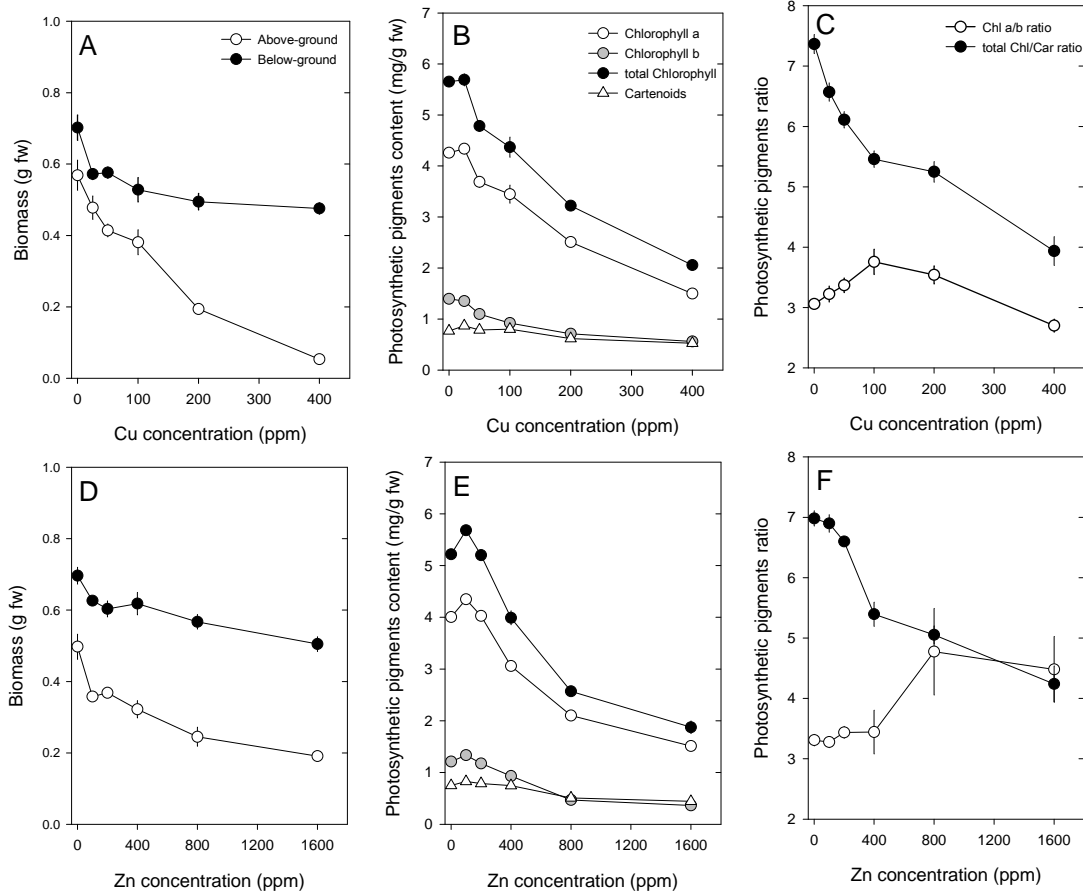 A
Above-ground
Below-ground
Biomass (g fw)
1.0
0.8
0.6
0.4
0.2
0.0
0 100 200 300 400
Cu concentration (ppm)
B
Chlorophyll a
Chlorophyll b
total Chlorophyll
Cartenoids
Photosynthetic pigments content (mg/g fw)
7
6
5
4
3
2
1
0
0 100 200 300 400
Cu concentration (ppm)
C
Chl a/b ratio
total Chl/Car ratio
Photosynthetic pigments ratio
8
7
6
5
4
3
2
0 100 200 300 400
Cu concentration (ppm)
D
Biomass (g fw)
1.0
0.8
0.6
0.4
0.2
0.0
0 400 800 1200 1600
Zn concentration (ppm)
E
Photosynthetic pigments content (mg/g fw)
7
6
5
4
3
2
1
0
0 400 800 1200 1600
Zn concentration (ppm)
F
Photosynthetic pigments ratio
8
7
6
5
4
3
2
0 400 800 1200 1600
Zn concentration (ppm)